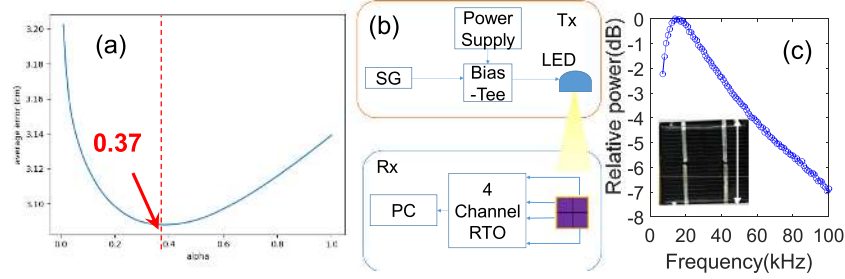 (a)
3.20
3.18
3.16
3.14
3.12
3.10
average error (cm)
0.37
0.0
0.2
0.4
0.6
0.8
1.0
alpha
(b)
Power
Supply
Tx
LED
SG
Bias
-Tee
Rx
PC
4
Channel
RTO
(c)
Relative power(dB)
0
-1
-2
-3
-4
-5
-6
-7
-8
0
20
40
60
80
100
Frequency(kHz)